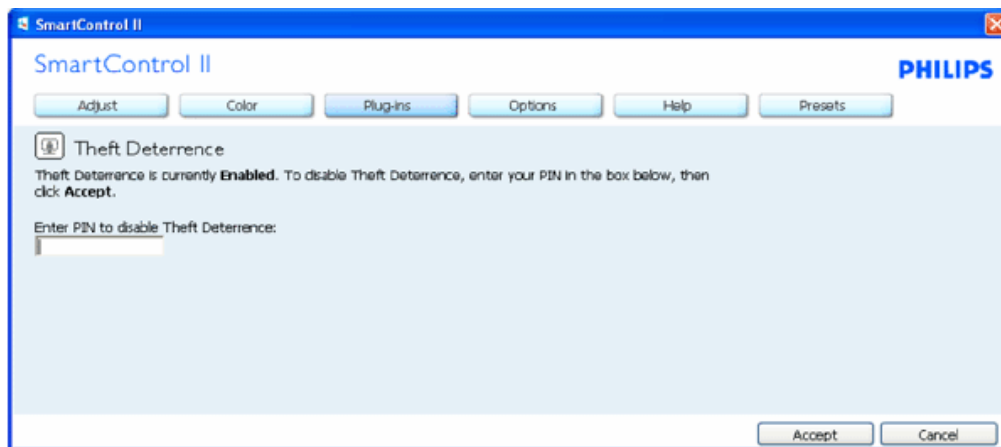 SmartControl II
SmartControl II
PHILIPS
Adjust Color Plug-ins Options Help Presets
Theft Deterrence
Theft Deterrence is currently Enabled. To disable Theft Deterrence, enter your PIN in the box below, then
click Accept.
Enter PIN to disable Theft Deterrence:
Accept Cancel